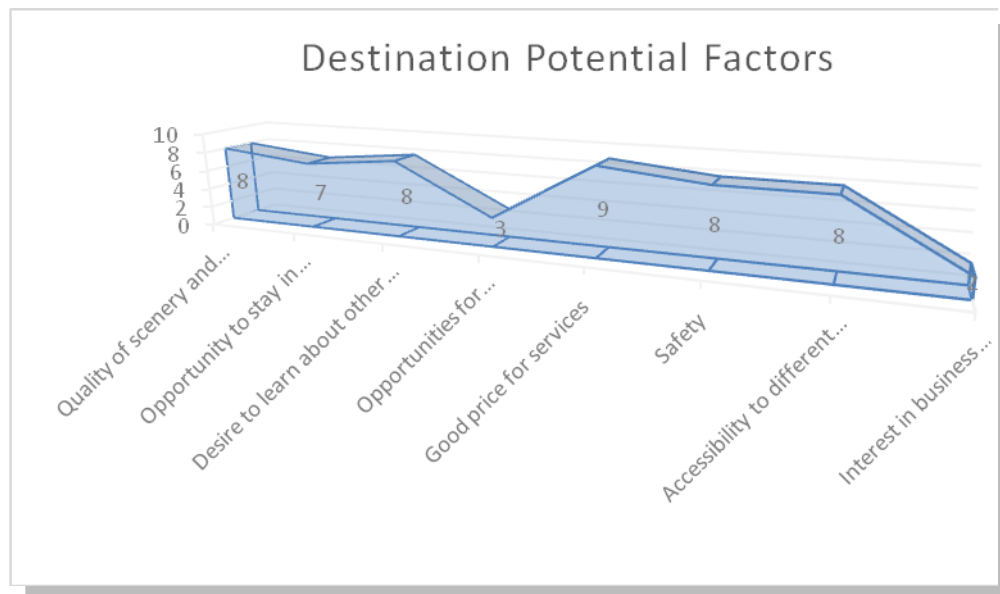 Destination Potential Factors
10
8
6
4
2
0
8
7
8
3
9
8
8
Quality of scenery and...
Opportunity to stay in...
Desire to learn about other...
Opportunities for...
Good price for services
Safety
Accessibility to different...
Interest in business...